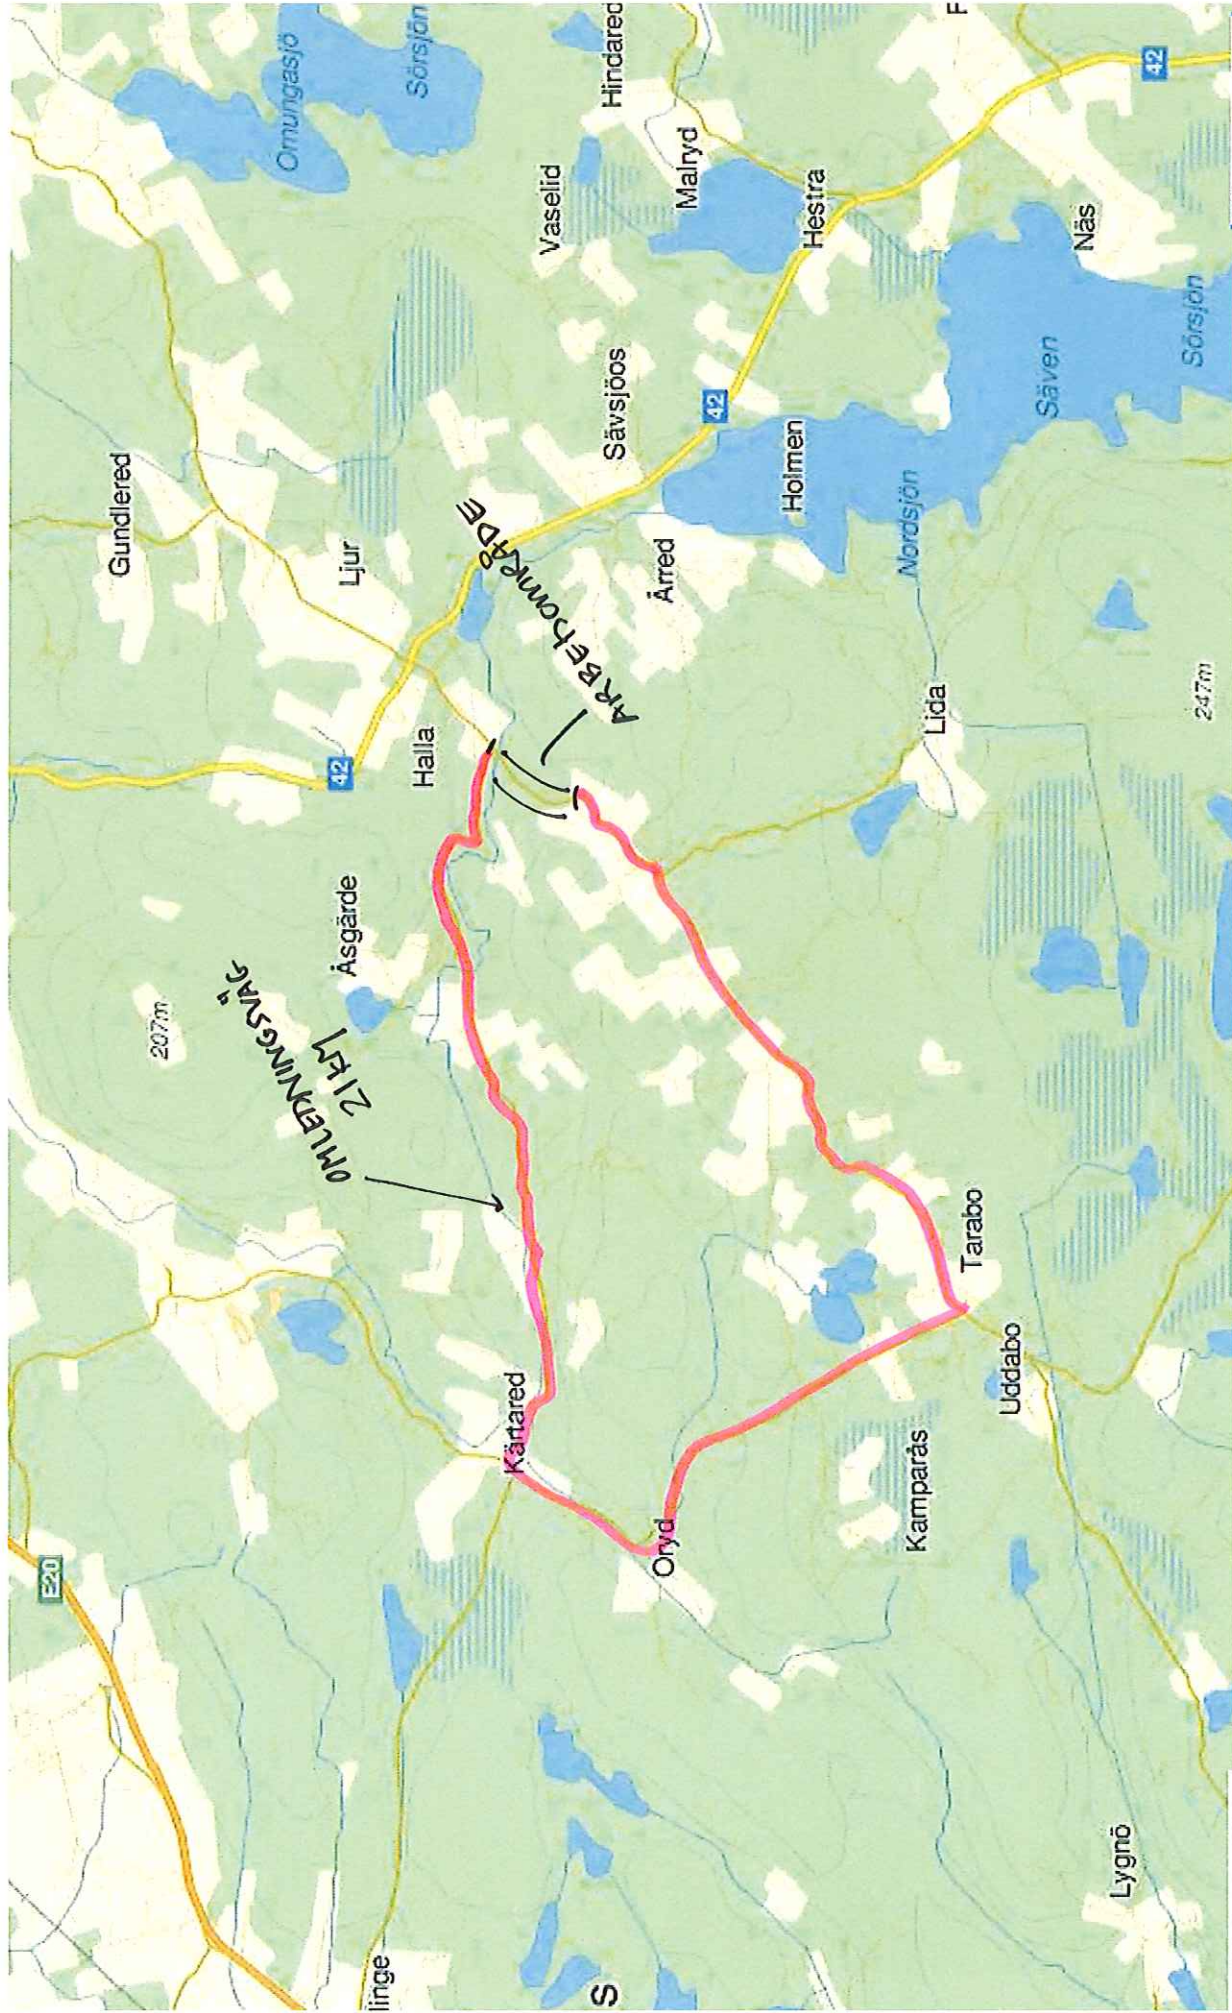 E20
Gundlered
207m
OMLEDNINGSVÄG
21 KM
Omungasjö
42
Åsgärde
Ljur
linge
Halla
Sörsjön
Kärtared
ARBETSOMRÅDE
Vaselid
S
Sävsjöos
Hindared
Oryd
Ärred
Malryd
42
Holmen
Hestra
Nordsjön
Kamparås
Lida
F
Tarabo
Uddabo
Säven
Näs
Lygnö
42
Sörsjön
247m